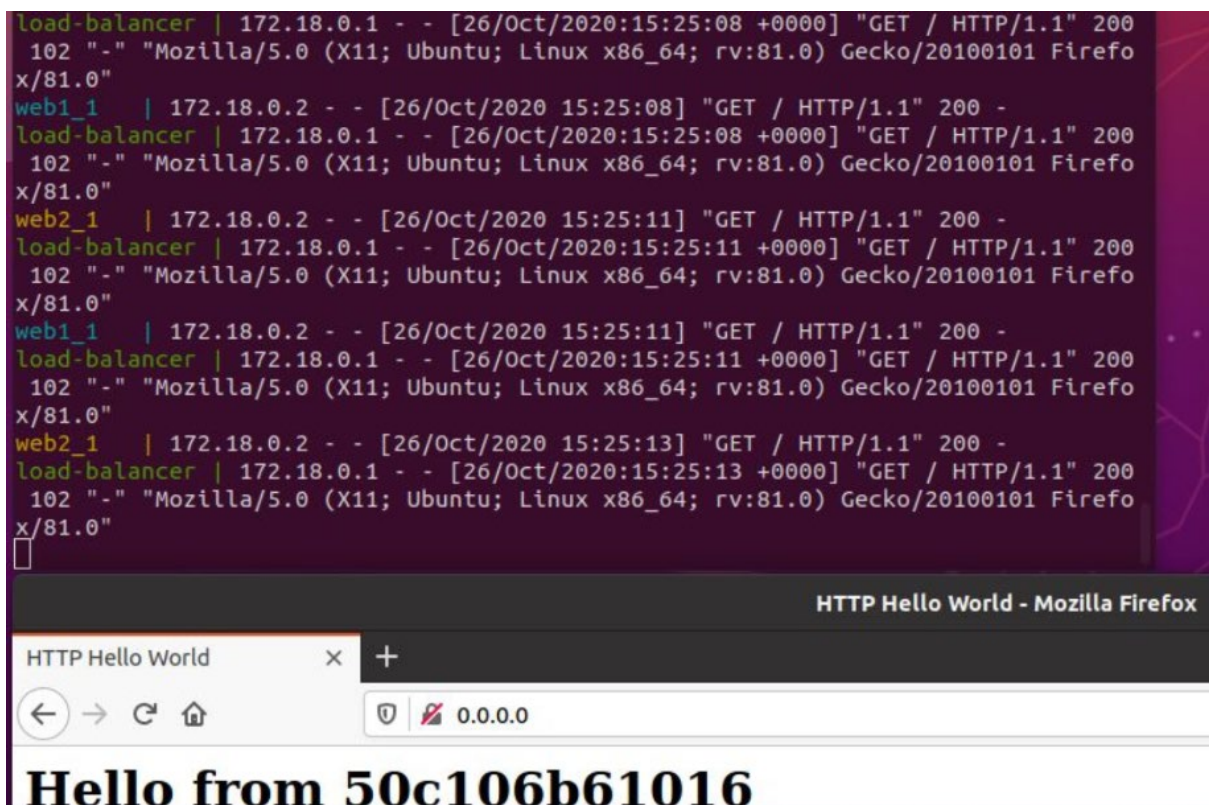 load-balancer | 172.18.0.1 - - [26/Oct/2020:15:25:08 +0000] "GET / HTTP/1.1" 200
 102 "-" "Mozilla/5.0 (X11; Ubuntu; Linux x86_64; rv:81.0) Gecko/20100101 Firefo
x/81.0"
web1_1   | 172.18.0.2 - - [26/Oct/2020 15:25:08] "GET / HTTP/1.1" 200 -
load-balancer | 172.18.0.1 - - [26/Oct/2020:15:25:08 +0000] "GET / HTTP/1.1" 200
 102 "-" "Mozilla/5.0 (X11; Ubuntu; Linux x86_64; rv:81.0) Gecko/20100101 Firefo
x/81.0"
web2_1   | 172.18.0.2 - - [26/Oct/2020 15:25:11] "GET / HTTP/1.1" 200 -
load-balancer | 172.18.0.1 - - [26/Oct/2020:15:25:11 +0000] "GET / HTTP/1.1" 200
 102 "-" "Mozilla/5.0 (X11; Ubuntu; Linux x86_64; rv:81.0) Gecko/20100101 Firefo
x/81.0"
web1_1   | 172.18.0.2 - - [26/Oct/2020 15:25:11] "GET / HTTP/1.1" 200 -
load-balancer | 172.18.0.1 - - [26/Oct/2020:15:25:11 +0000] "GET / HTTP/1.1" 200
 102 "-" "Mozilla/5.0 (X11; Ubuntu; Linux x86_64; rv:81.0) Gecko/20100101 Firefo
x/81.0"
web2_1   | 172.18.0.2 - - [26/Oct/2020 15:25:13] "GET / HTTP/1.1" 200 -
load-balancer | 172.18.0.1 - - [26/Oct/2020:15:25:13 +0000] "GET / HTTP/1.1" 200
 102 "-" "Mozilla/5.0 (X11; Ubuntu; Linux x86_64; rv:81.0) Gecko/20100101 Firefo
x/81.0"
HTTP Hello World - Mozilla Firefox
HTTP Hello World
0.0.0.0
Hello from 50c106b61016